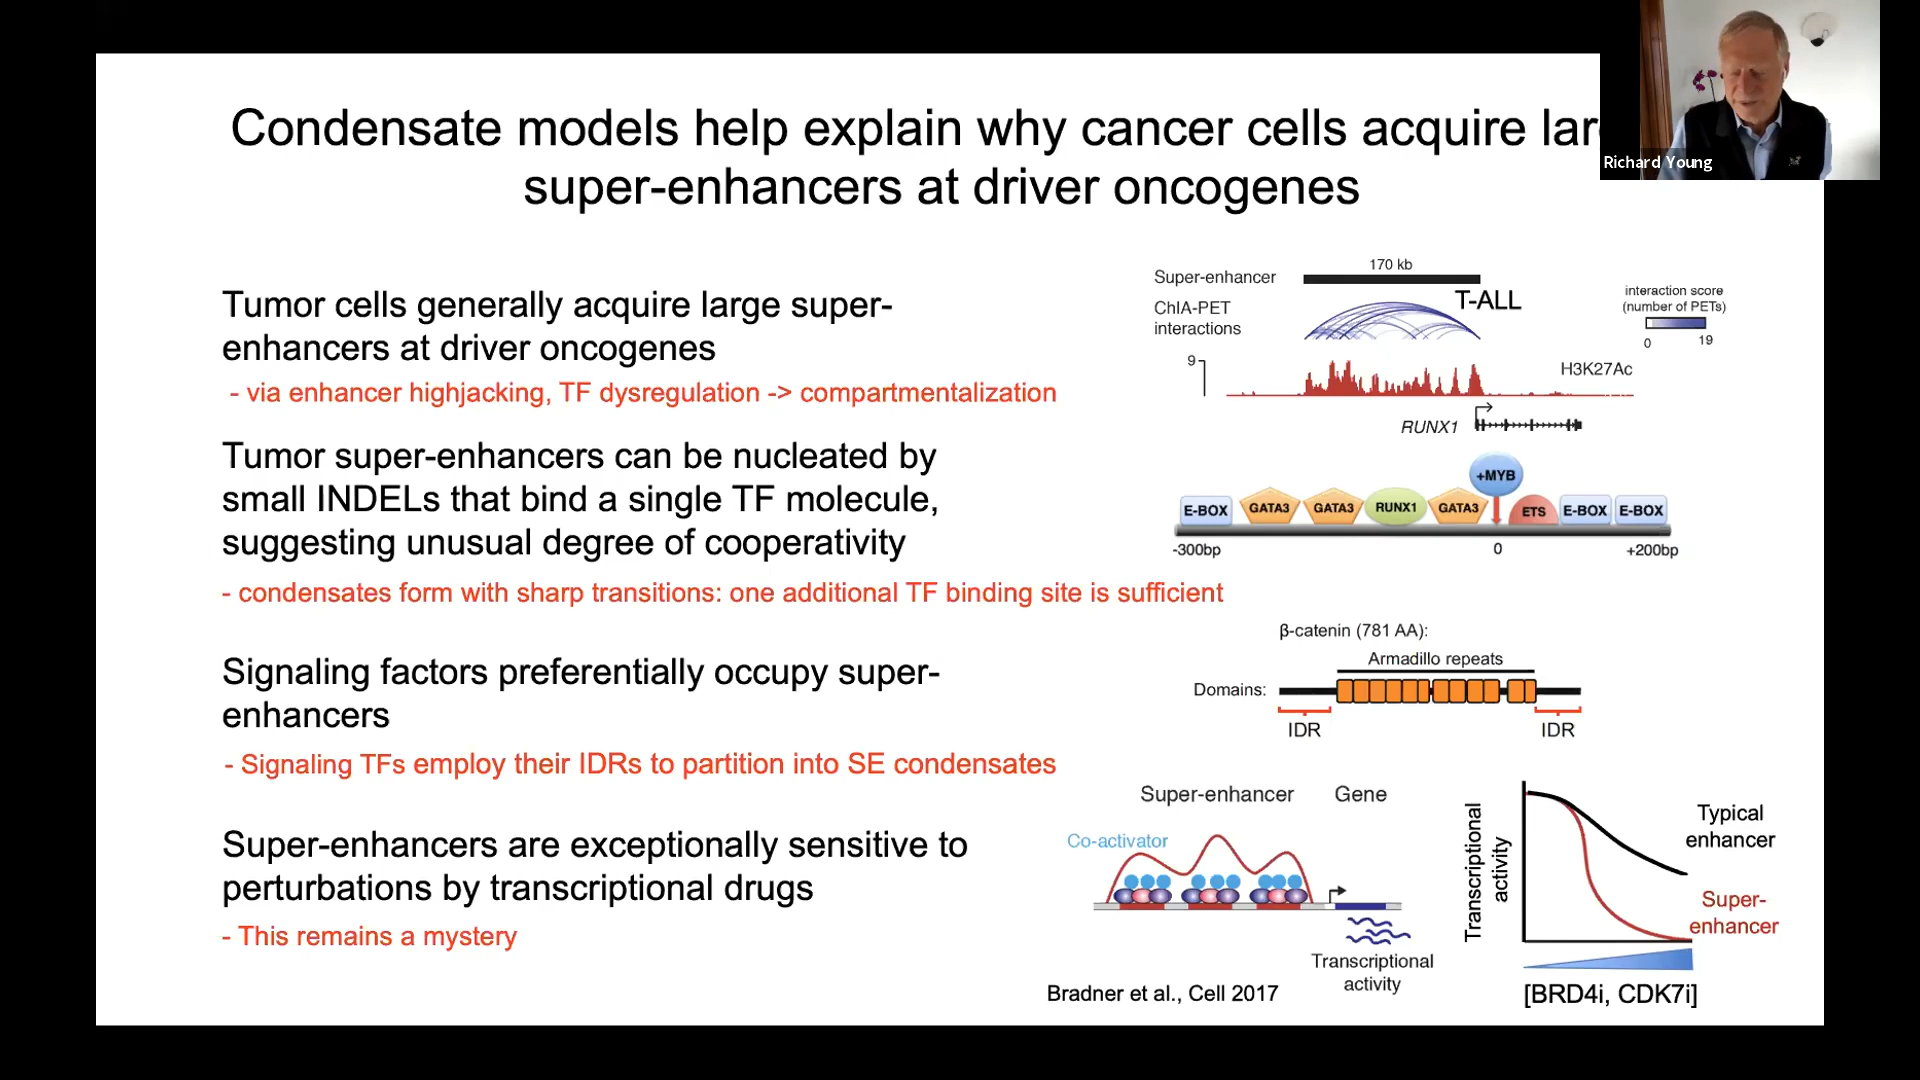 Condensate models help explain why cancer cells acquire lar
super-enhancers at driver oncogenes
Richard Young
Tumor cells generally acquire large super-
enhancers at driver oncogenes
- via enhancer highjacking, TF dysregulation -> compartmentalization
Tumor super-enhancers can be nucleated by
small INDELs that bind a single TF molecule,
suggesting unusual degree of cooperativity
- condensates form with sharp transitions: one additional TF binding site is sufficient
Signaling factors preferentially occupy super-
enhancers
- Signaling TFs employ their IDRs to partition into SE condensates
Super-enhancers are exceptionally sensitive to
perturbations by transcriptional drugs
- This remains a mystery
170 kb
Super-enhancer
T-ALL
ChIA-PET
interactions
interaction score
(number of PETs)
0 19
9
H3K27Ac
RUNX1
+MYB
E-BOX GATA3 GATA3 RUNX1 GATA3 ETS E-BOX E-BOX
-300bp 0 +200bp
β-catenin (781 AA):
Armadillo repeats
Domains:
IDR IDR
Super-enhancer Gene
Co-activator
Transcriptional
activity
Bradner et al., Cell 2017
Transcriptional
activity
Typical
enhancer
Super-
enhancer
[BRD4i, CDK7i]